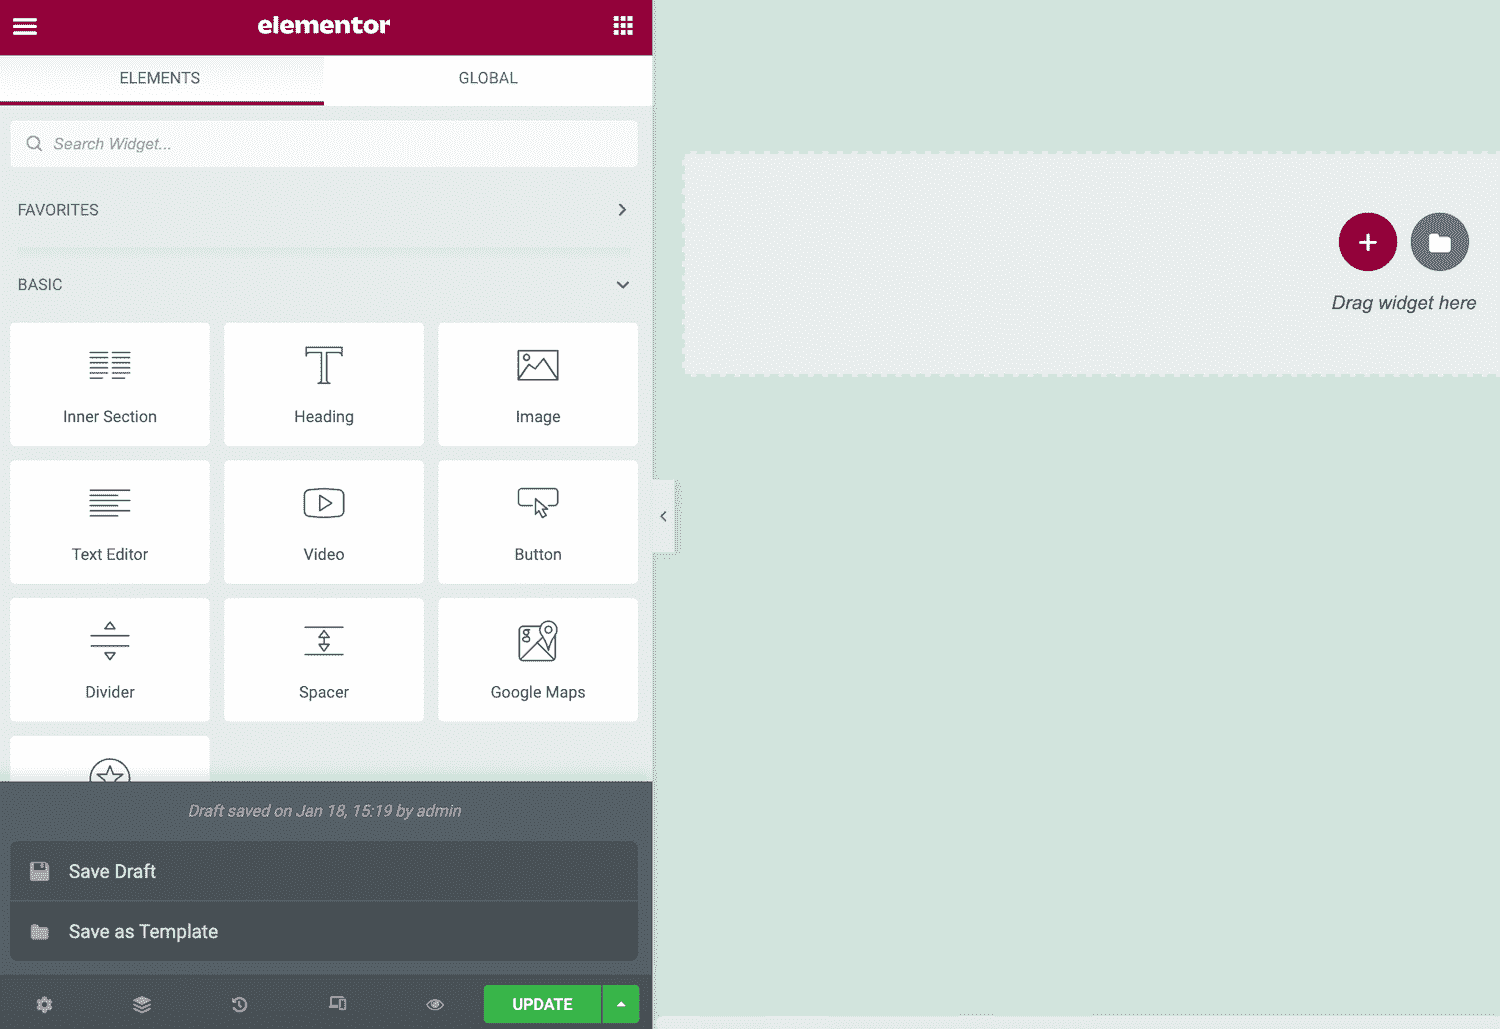 elementor
ELEMENTS
GLOBAL
Search Widget...
FAVORITES
BASIC
Inner Section
Heading
Image
Text Editor
Video
Button
Divider
Spacer
Google Maps
Drag widget here
Draft saved on Jan 18, 15:19 by admin
Save Draft
Save as Template
UPDATE